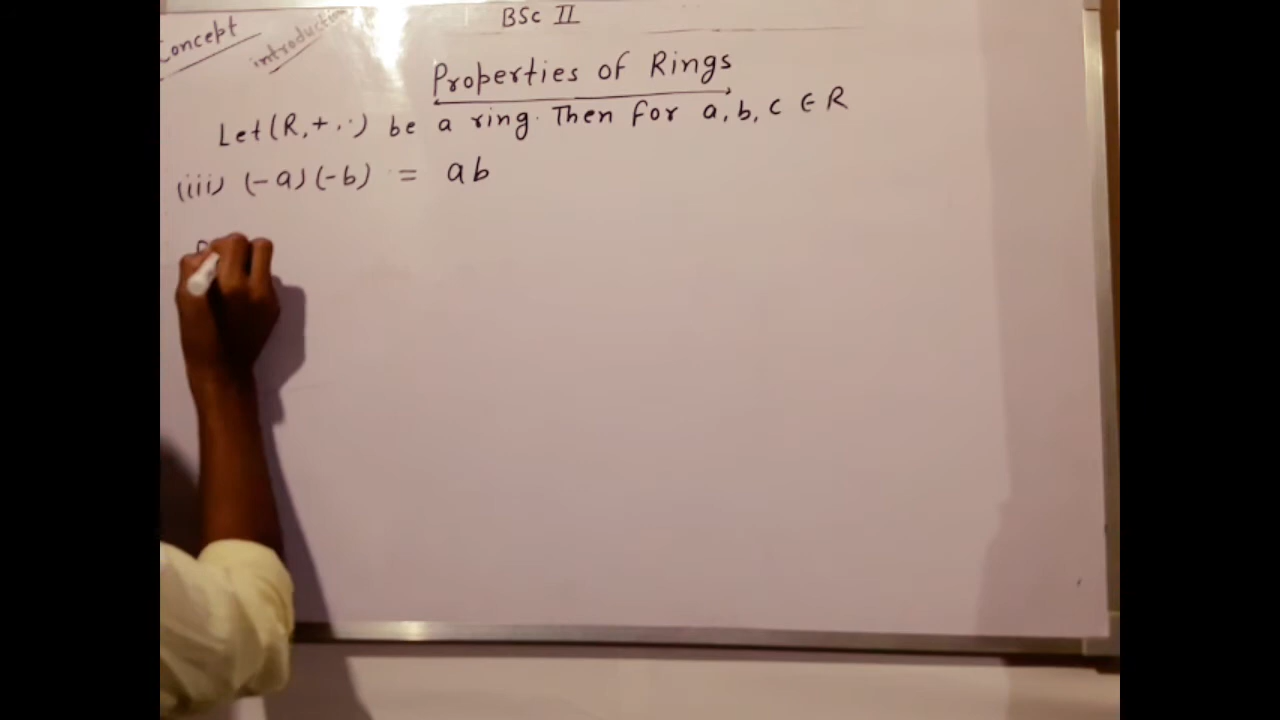 BSc II
Concept
introduction
Properties of Rings
Let (R, +, ·) be a ring. Then for a, b, c ∈ R
(iii) (-a) (-b) = ab